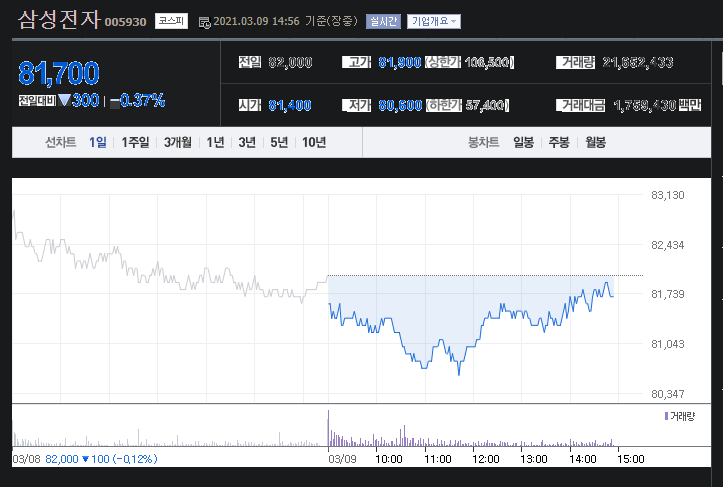 삼성전자 005930 코스피 2021.03.09 14:56 기준(장중) 실시간 기업개요
81,700
전일대비 ▼300 | -0.37%
전일 82,000 고가 81,900 (상한가 106,500) 거래량 21,652,433
시가 81,400 저가 80,600 (하한가 57,400) 거래대금 1,759,430 백만
선차트 1일 1주일 3개월 1년 3년 5년 10년 봉차트 일봉 주봉 월봉
83,130
82,434
81,739
81,043
80,347
거래량
03/08 82,000 ▼100 (-0.12%) 03/09 10:00 11:00 12:00 13:00 14:00 15:00